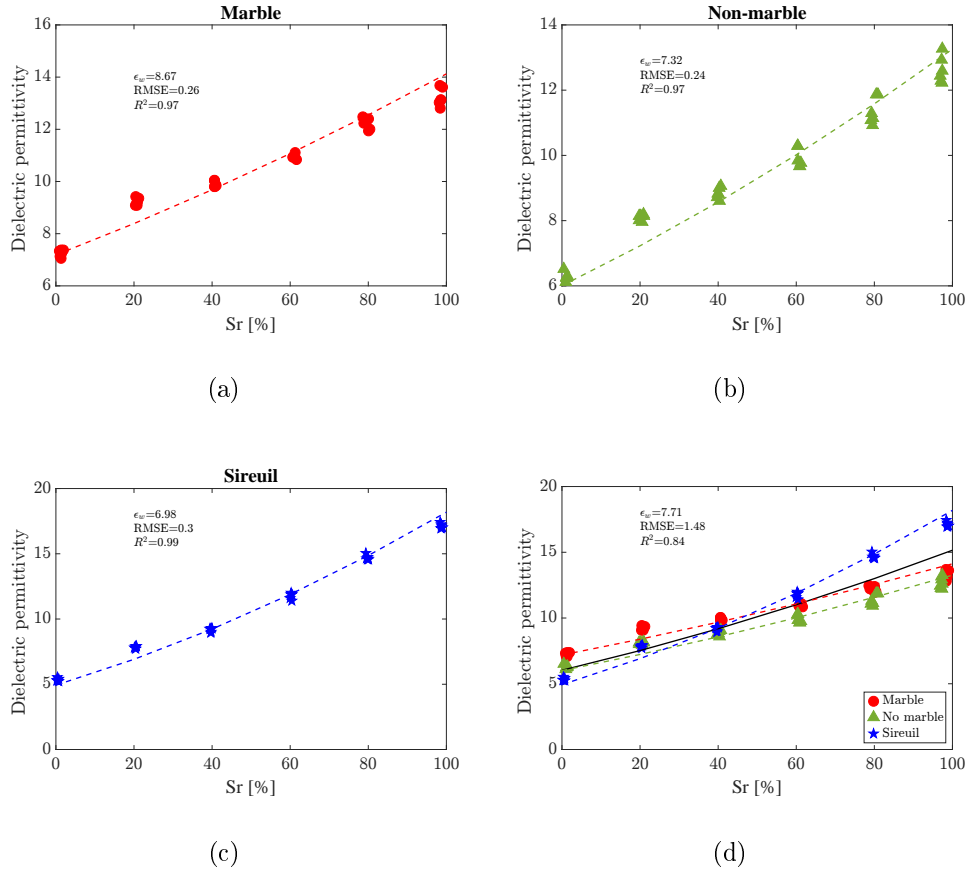 Marble
16
14
12
10
8
6
Dielectric permittivity
ϵw=8.67
RMSE=0.26
R²=0.97
0 20 40 60 80 100
Sr [%]
(a)
Non-marble
14
12
10
8
6
4
Dielectric permittivity
ϵw=7.32
RMSE=0.24
R²=0.97
0 20 40 60 80 100
Sr [%]
(b)
Sireuil
20
15
10
5
0
Dielectric permittivity
ϵw=6.98
RMSE=0.3
R²=0.99
0 20 40 60 80 100
Sr [%]
(c)
20
15
10
5
0
Dielectric permittivity
ϵw=7.71
RMSE=1.48
R²=0.84
Marble
No marble
Sireuil
0 20 40 60 80 100
Sr [%]
(d)